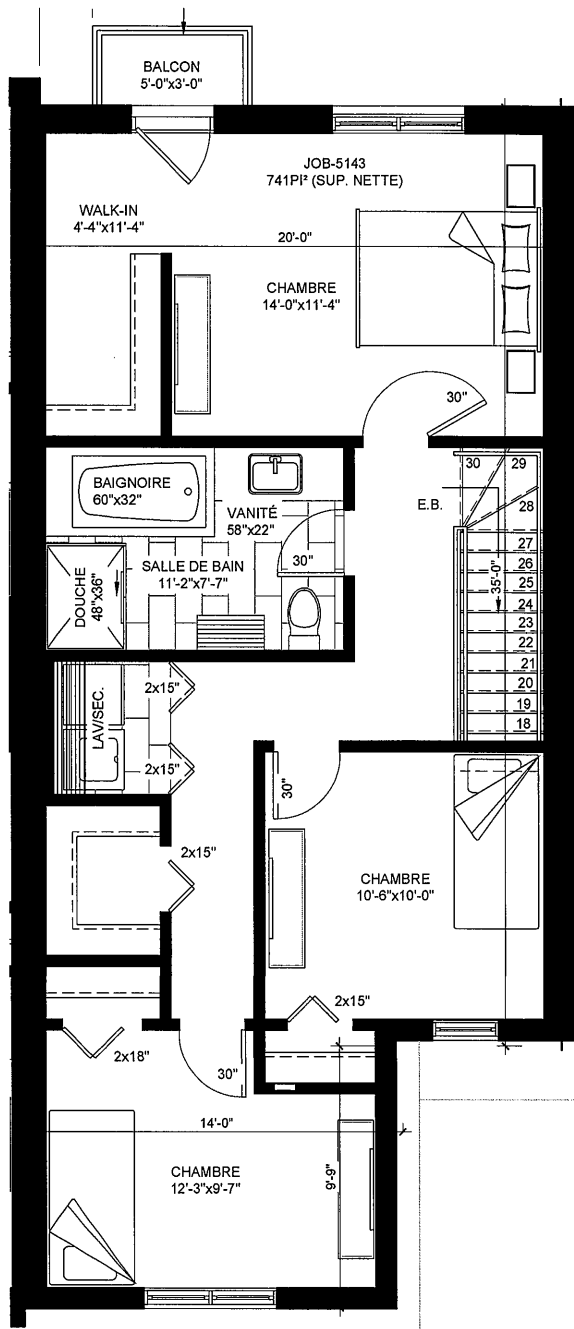 BALCON
5'-0"x3'-0"
JOB-5143
741PI² (SUP. NETTE)
WALK-IN
4'-4"x11'-4"
20'-0"
CHAMBRE
14'-0"x11'-4"
30"
BAIGNOIRE
60"x32"
VANITÉ
58"x22"
30"
SALLE DE BAIN
11'-2"x7'-7"
DOUCHE
48"x36"
E.B.
30
29
28
27
26
25
24
23
22
21
20
19
18
35'-0"
LAV/SEC.
2x15"
2x15"
2x15"
30"
CHAMBRE
10'-6"x10'-0"
2x15"
2x18"
30"
14'-0"
CHAMBRE
12'-3"x9'-7"
9'-9"